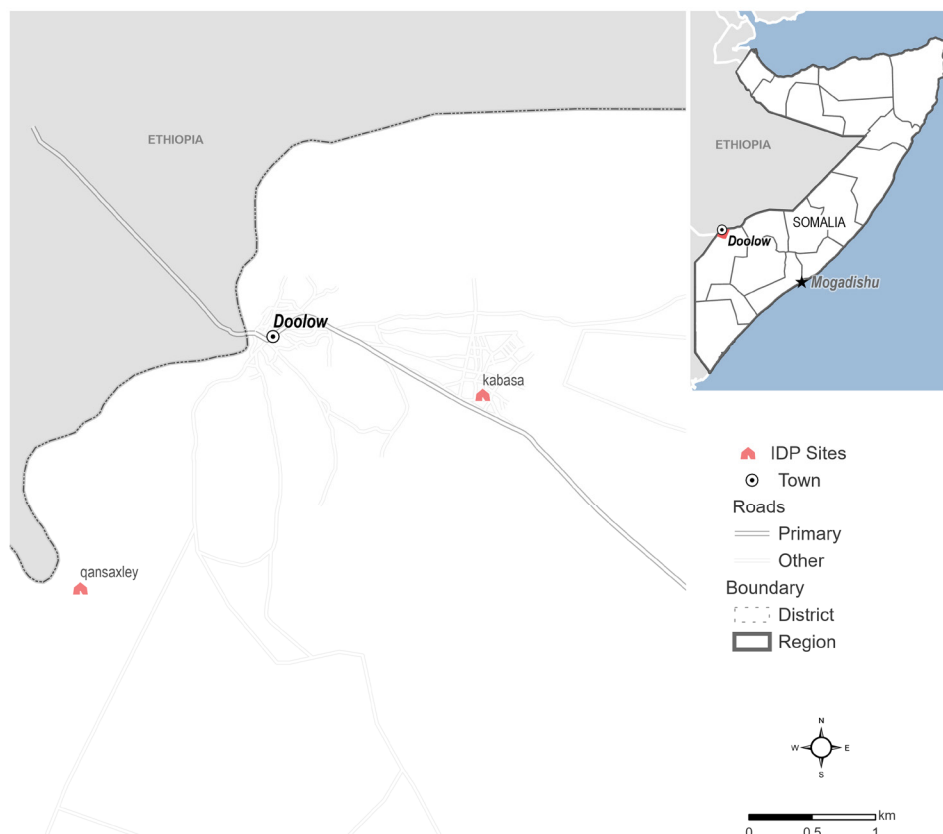 ETHIOPIA
Doolow
kabasa
qansaxley
ETHIOPIA
SOMALIA
Doolow
Mogadishu
IDP Sites
Town
Roads
Primary
Other
Boundary
District
Region
N
W E
S
km
0 0.5 1